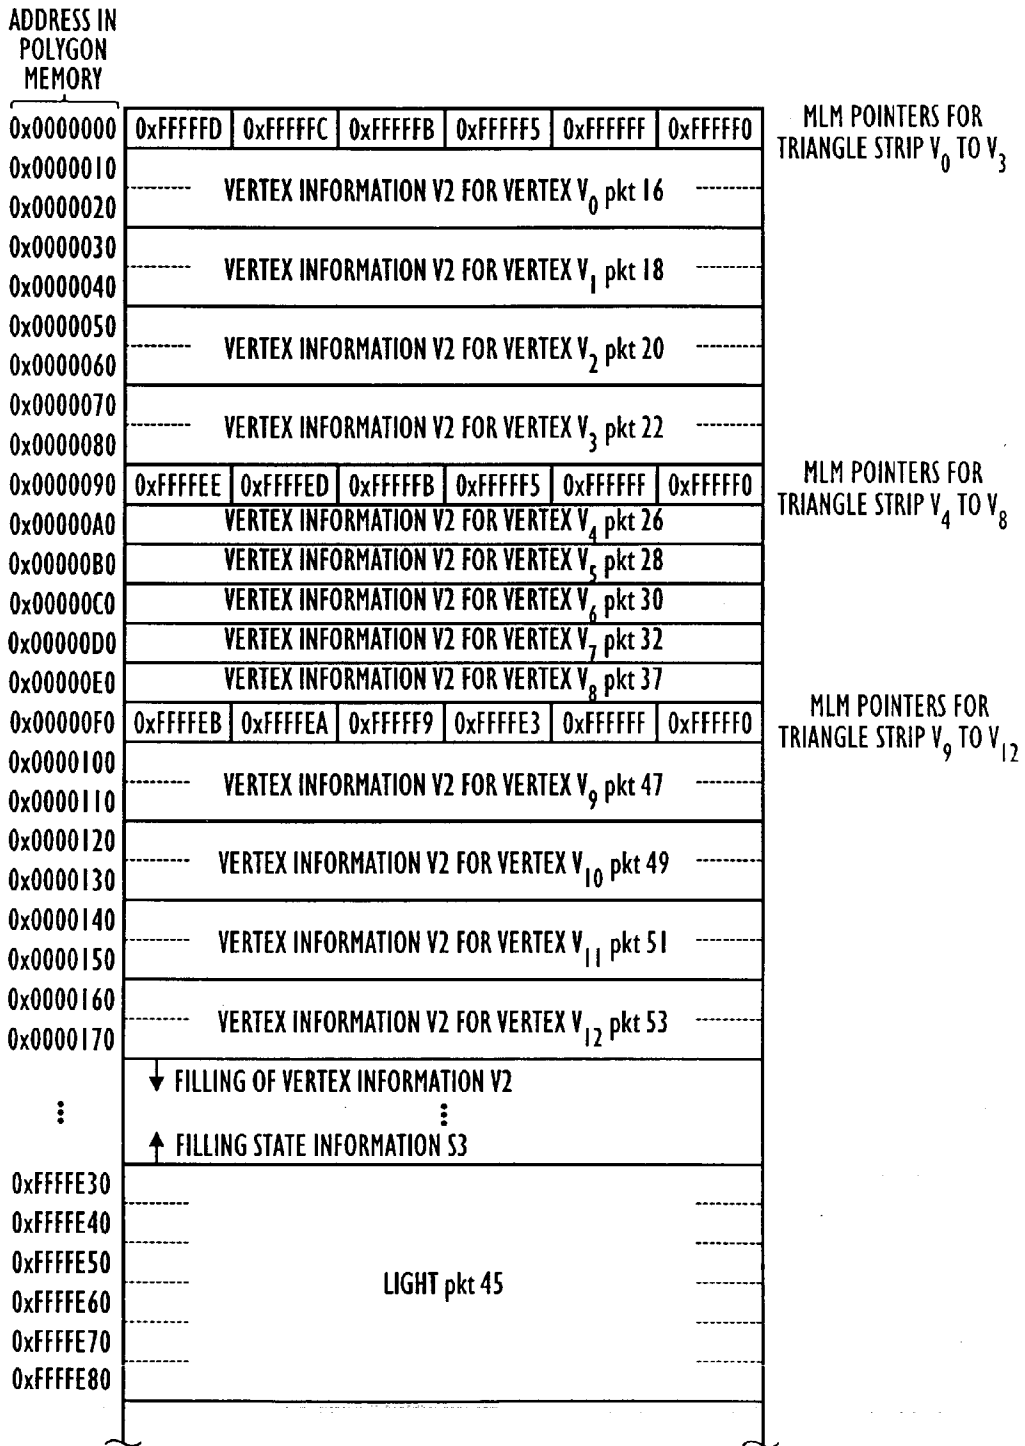 ADDRESS IN
POLYGON
MEMORY
0x0000000 0xFFFFFD 0xFFFFFC 0xFFFFFB 0xFFFFF5 0xFFFFFF 0xFFFFF0 MLM POINTERS FOR
TRIANGLE STRIP V0 TO V3
0x0000010
VERTEX INFORMATION V2 FOR VERTEX V0 pkt 16
0x0000020
0x0000030
VERTEX INFORMATION V2 FOR VERTEX V1 pkt 18
0x0000040
0x0000050
VERTEX INFORMATION V2 FOR VERTEX V2 pkt 20
0x0000060
0x0000070
VERTEX INFORMATION V2 FOR VERTEX V3 pkt 22
0x0000080
0x0000090 0xFFFFEE 0xFFFFED 0xFFFFFB 0xFFFFF5 0xFFFFFF 0xFFFFF0 MLM POINTERS FOR
TRIANGLE STRIP V4 TO V8
0x00000A0 VERTEX INFORMATION V2 FOR VERTEX V4 pkt 26
0x00000B0 VERTEX INFORMATION V2 FOR VERTEX V5 pkt 28
0x00000C0 VERTEX INFORMATION V2 FOR VERTEX V6 pkt 30
0x00000D0 VERTEX INFORMATION V2 FOR VERTEX V7 pkt 32
0x00000E0 VERTEX INFORMATION V2 FOR VERTEX V8 pkt 37
0x00000F0 0xFFFFEB 0xFFFFEA 0xFFFFF9 0xFFFFE3 0xFFFFFF 0xFFFFF0 MLM POINTERS FOR
TRIANGLE STRIP V9 TO V12
0x0000100
VERTEX INFORMATION V2 FOR VERTEX V9 pkt 47
0x0000110
0x0000120
VERTEX INFORMATION V2 FOR VERTEX V10 pkt 49
0x0000130
0x0000140
VERTEX INFORMATION V2 FOR VERTEX V11 pkt 51
0x0000150
0x0000160
VERTEX INFORMATION V2 FOR VERTEX V12 pkt 53
0x0000170
FILLING OF VERTEX INFORMATION V2
FILLING STATE INFORMATION S3
0xFFFFE30
0xFFFFE40
0xFFFFE50
LIGHT pkt 45
0xFFFFE60
0xFFFFE70
0xFFFFE80